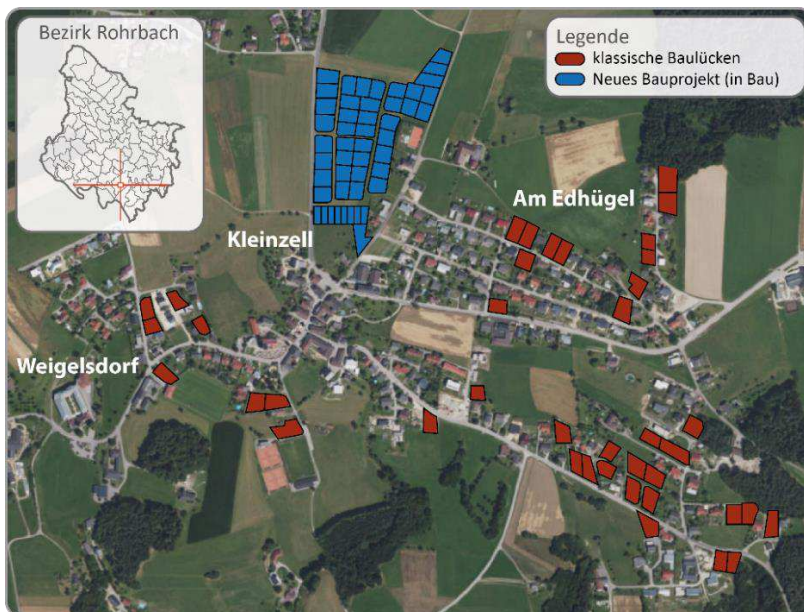 Bezirk Rohrbach
Legende
klassische Baulücken
Neues Bauprojekt (in Bau)
Am Edhügel
Kleinzell
Weigelsdorf